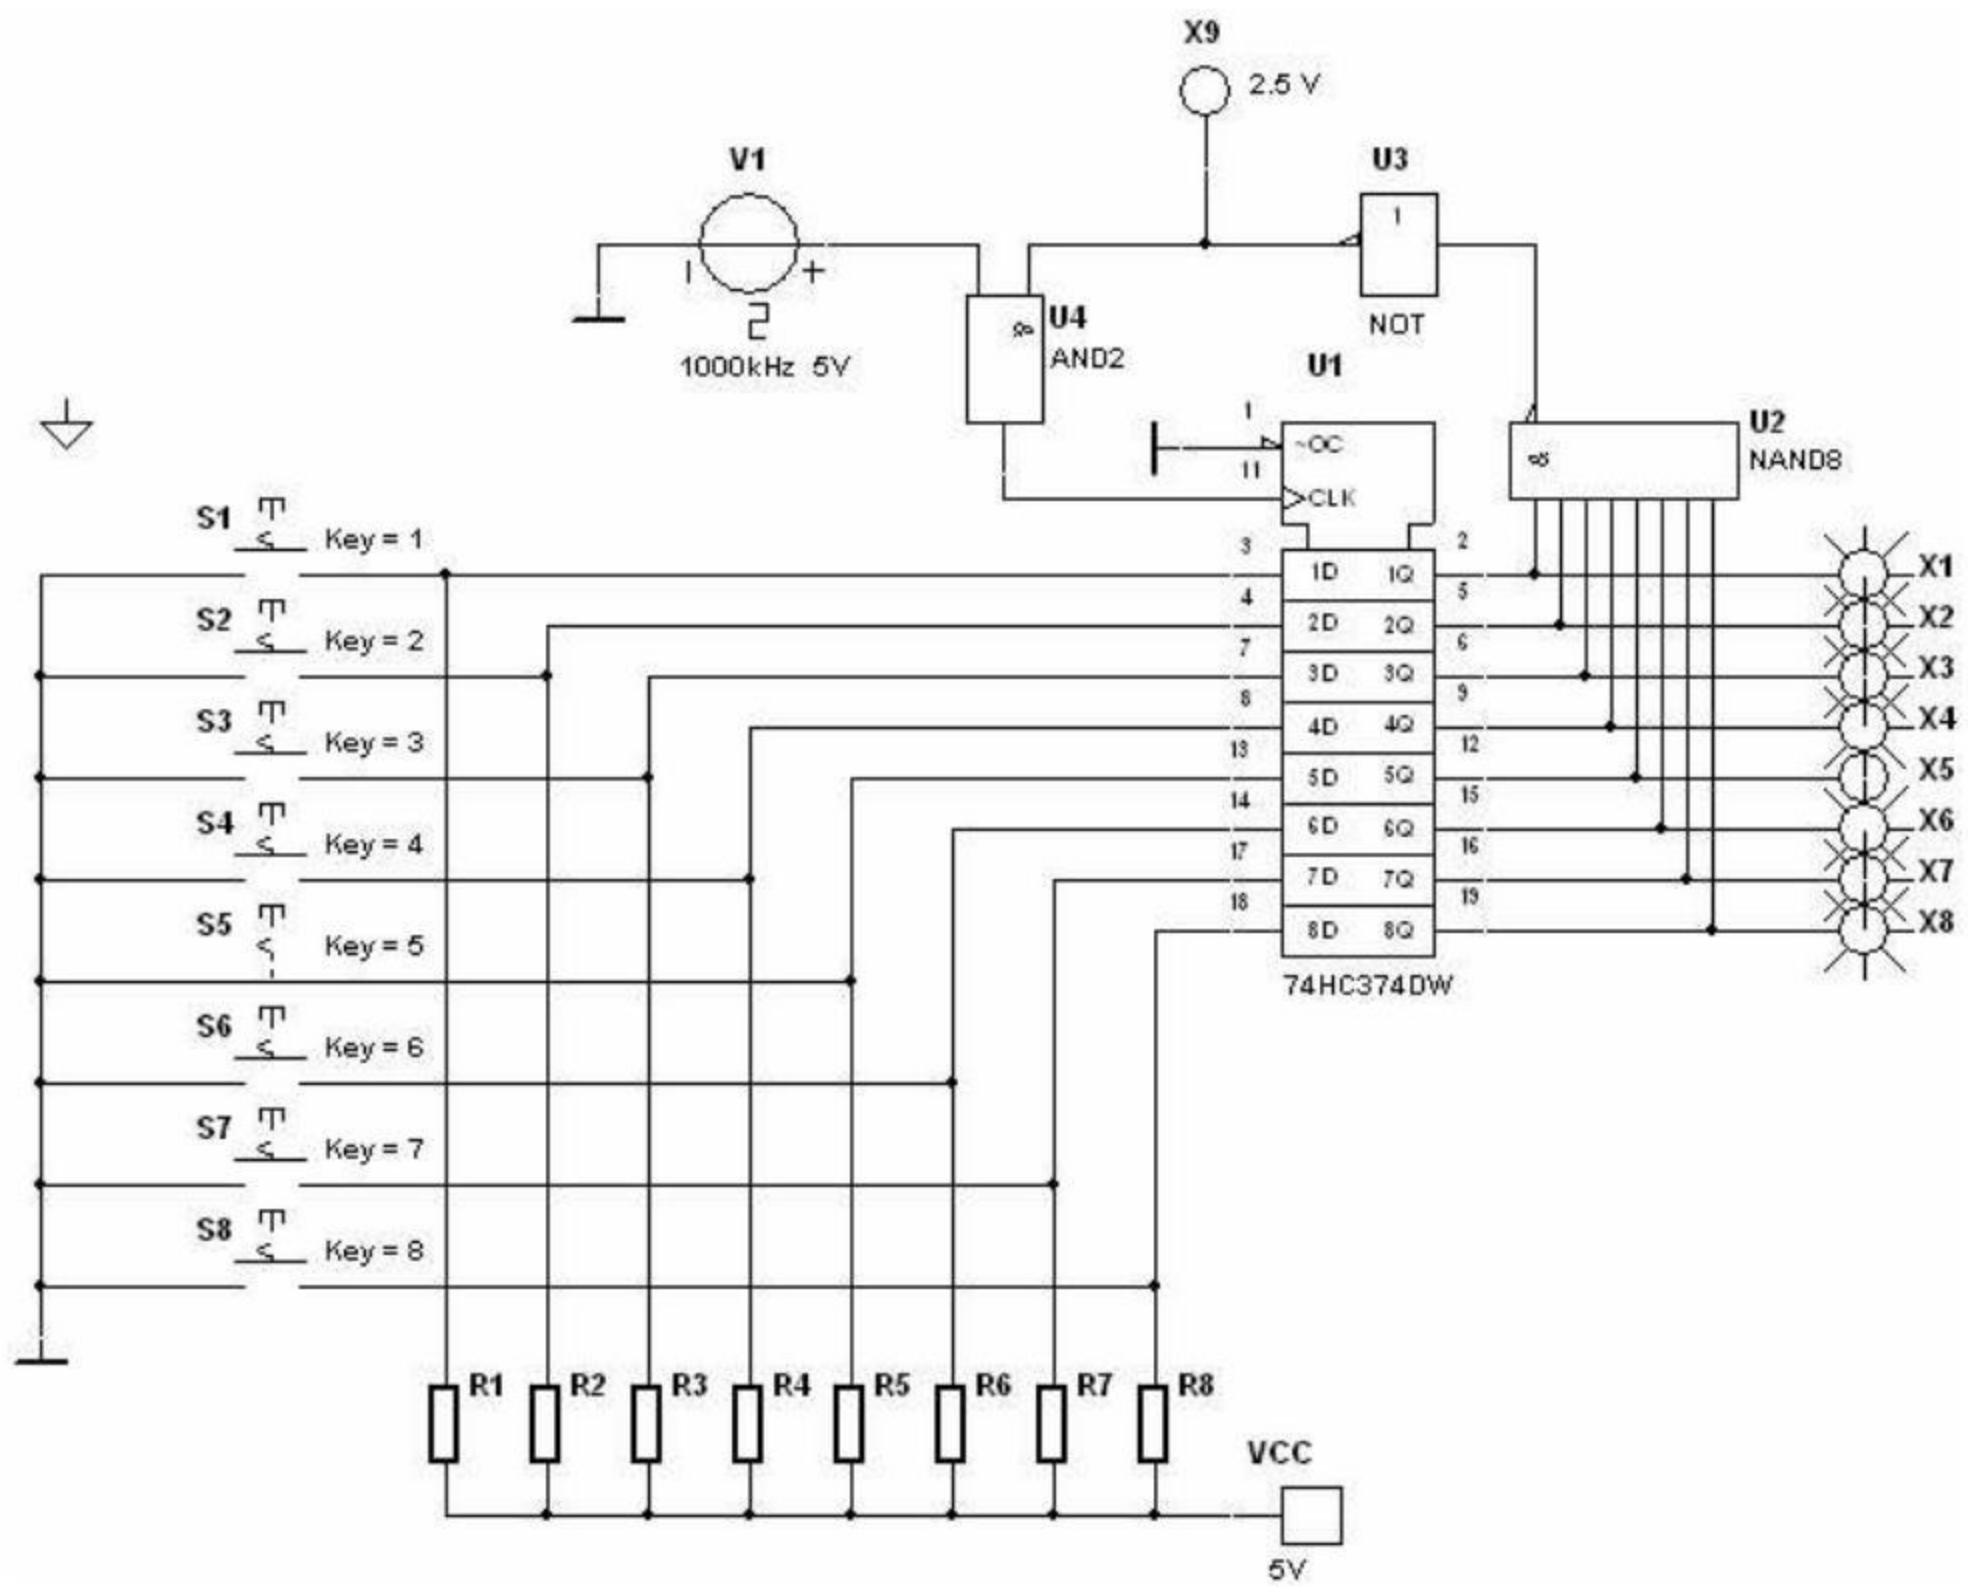 X9
2.5 V
V1
U3
1
NOT
1000kHz 5V
&
U4
AND2
U1
1
~OC
11
CLK
&
U2
NAND8
S1
Key = 1
S2
Key = 2
S3
Key = 3
S4
Key = 4
S5
Key = 5
S6
Key = 6
S7
Key = 7
S8
Key = 8
3 1D 1Q 2
4 2D 2Q 5
7 3D 3Q 6
8 4D 4Q 9
13 5D 5Q 12
14 6D 6Q 15
17 7D 7Q 16
18 8D 8Q 19
74HC374DW
X1
X2
X3
X4
X5
X6
X7
X8
R1 R2 R3 R4 R5 R6 R7 R8
VCC
5V